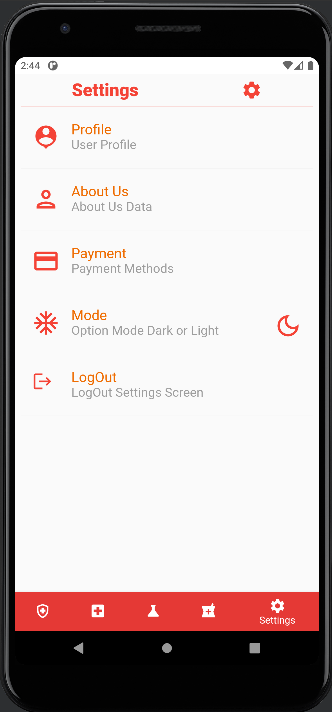 2:44
Settings
Profile
User Profile
About Us
About Us Data
Payment
Payment Methods
Mode
Option Mode Dark or Light
LogOut
LogOut Settings Screen
Settings